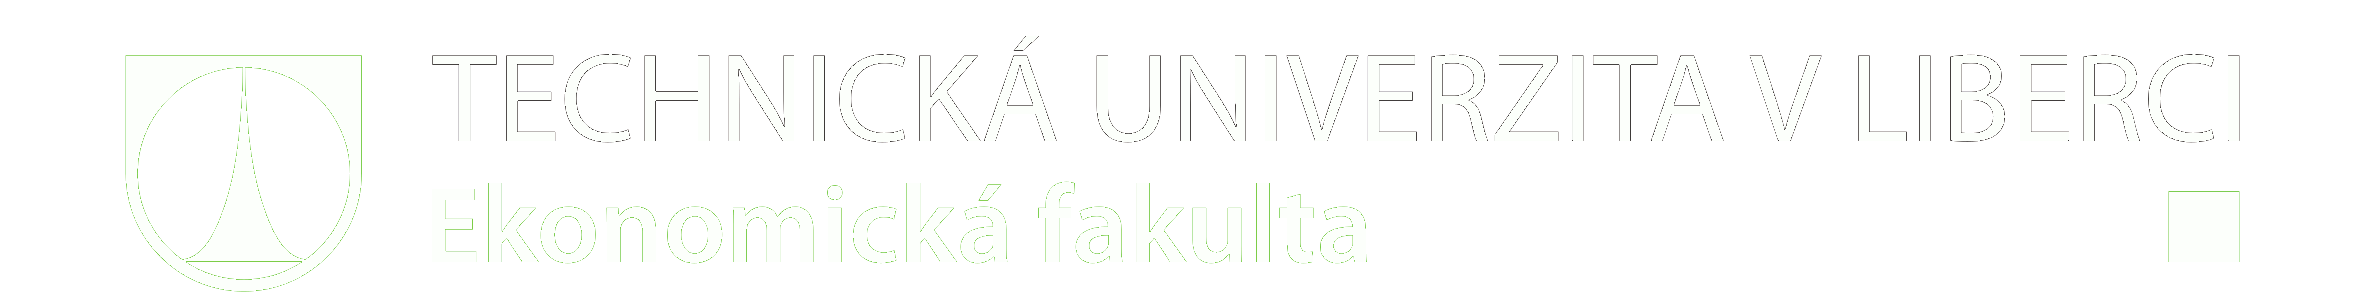 TECHNICKÁ UNIVERZITA V LIBERCI
Ekonomická fakulta